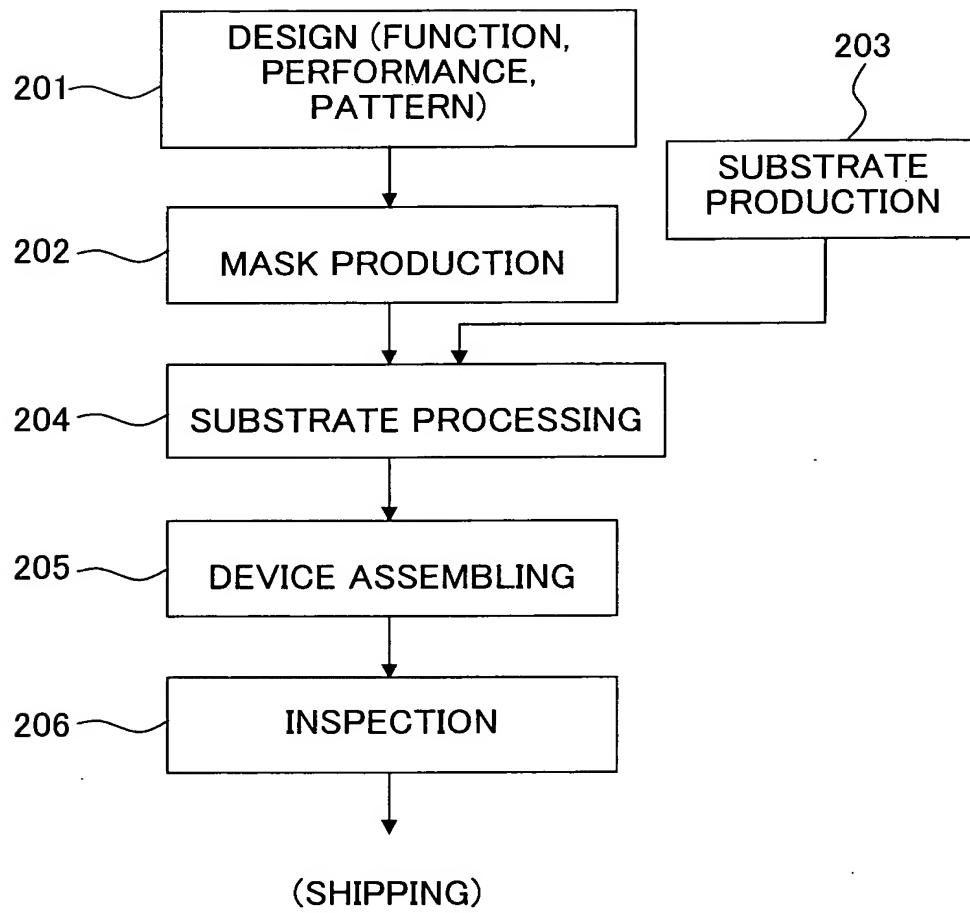 201
DESIGN (FUNCTION,
PERFORMANCE,
PATTERN)
203
SUBSTRATE
PRODUCTION
202
MASK PRODUCTION
204
SUBSTRATE PROCESSING
205
DEVICE ASSEMBLING
206
INSPECTION
(SHIPPING)